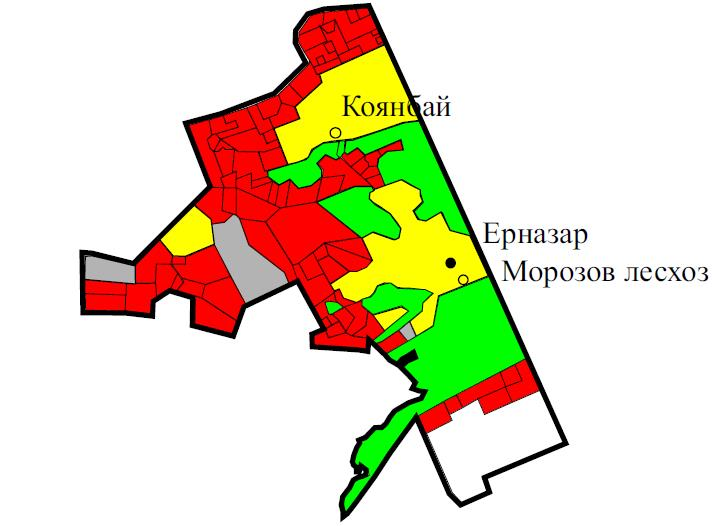 Коянбай
Ерназар
Морозов лесхоз